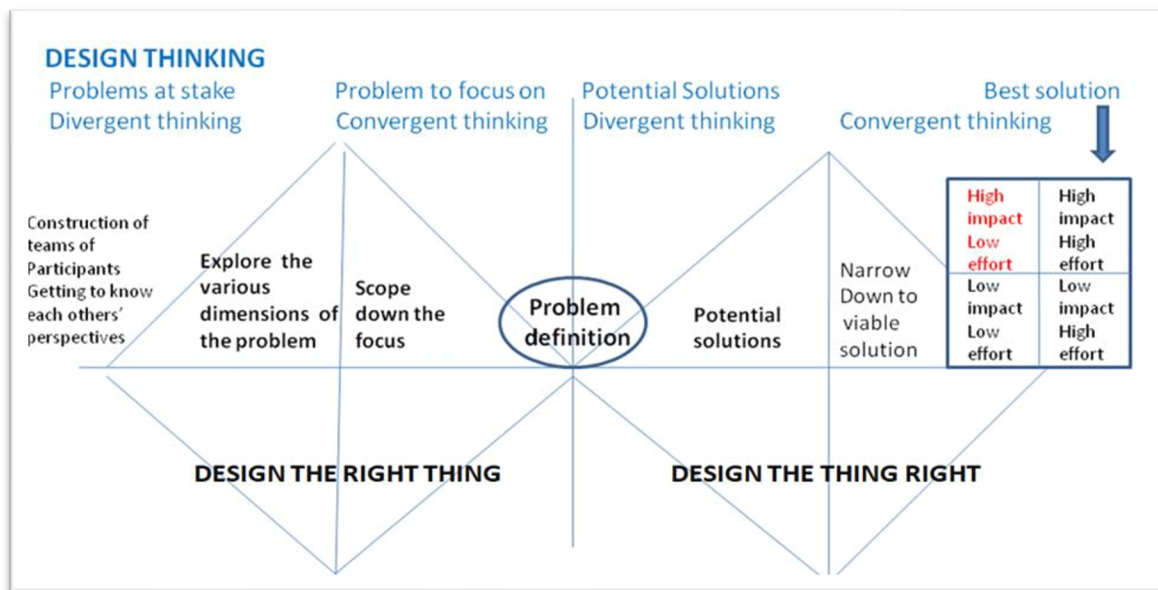 DESIGN THINKING
Problems at stake
Divergent thinking
Problem to focus on
Convergent thinking
Potential Solutions
Divergent thinking
Best solution
Convergent thinking
Construction of
teams of
Participants
Getting to know
each others'
perspectives
Explore the
various
dimensions of
the problem
Scope
down the
focus
Problem
definition
Potential
solutions
Narrow
Down to
viable
solution
High
impact
Low
effort
High
impact
High
effort
Low
impact
Low
effort
Low
impact
High
effort
DESIGN THE RIGHT THING
DESIGN THE THING RIGHT